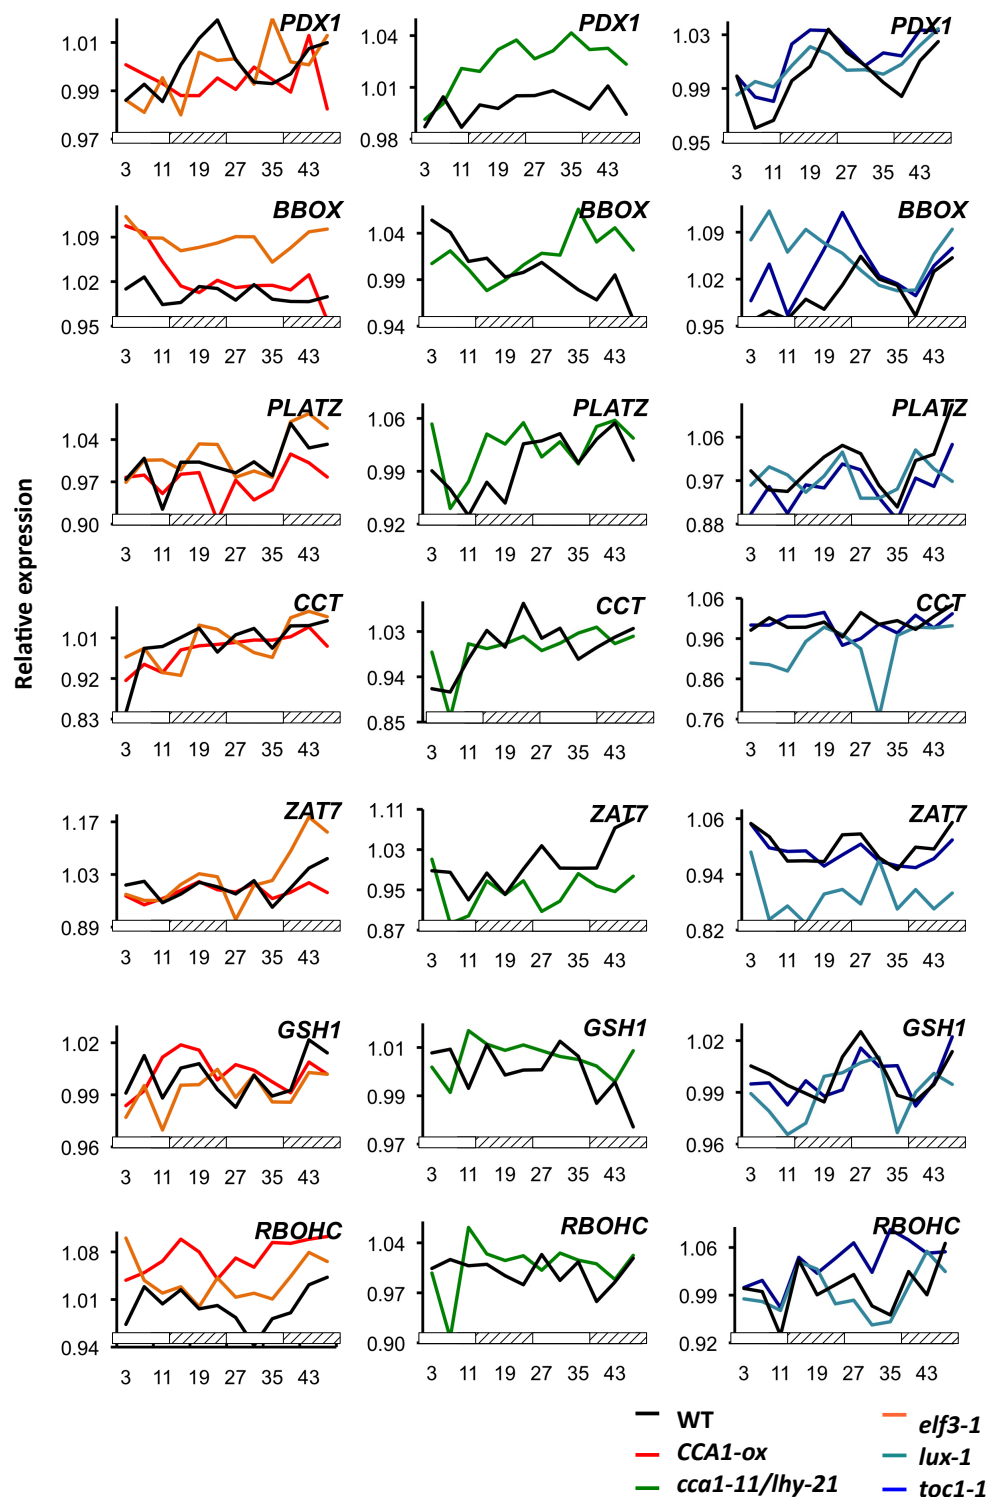 PDX1 PDX1 PDX1
1.01 1.04 1.03
0.99 1.01 0.99
0.97 0.98 0.95
3 11 19 27 35 43 3 11 19 27 35 43 3 11 19 27 35 43
BBOX BBOX BBOX
1.09 1.04 1.09
1.02 0.99 1.02
0.95 0.94 0.95
3 11 19 27 35 43 3 11 19 27 35 43 3 11 19 27 35 43
PLATZ PLATZ PLATZ
1.04 1.06 1.06
0.97 0.99 0.97
0.90 0.92 0.88
3 11 19 27 35 43 3 11 19 27 35 43 3 11 19 27 35 43
Relative expression
CCT CCT CCT
1.01 1.03 1.06
0.92 0.94 0.96
0.83 0.85 0.86
0.76
3 11 19 27 35 43 3 11 19 27 35 43 3 11 19 27 35 43
ZAT7 ZAT7 ZAT7
1.17 1.11 1.06
1.03 1.03 0.94
0.89 0.95 0.82
0.87
3 11 19 27 35 43 3 11 19 27 35 43 3 11 19 27 35 43
GSH1 GSH1 GSH1
1.02 1.01 1.02
0.99 0.99 0.99
0.96 0.97 0.96
3 11 19 27 35 43 3 11 19 27 35 43 3 11 19 27 35 43
RBOHC RBOHC RBOHC
1.08 1.04 1.06
1.01 0.97 0.99
0.94 0.90 0.92
3 11 19 27 35 43 3 11 19 27 35 43 3 11 19 27 35 43
WT elf3-1
CCA1-ox lux-1
cca1-11/lhy-21 toc1-1